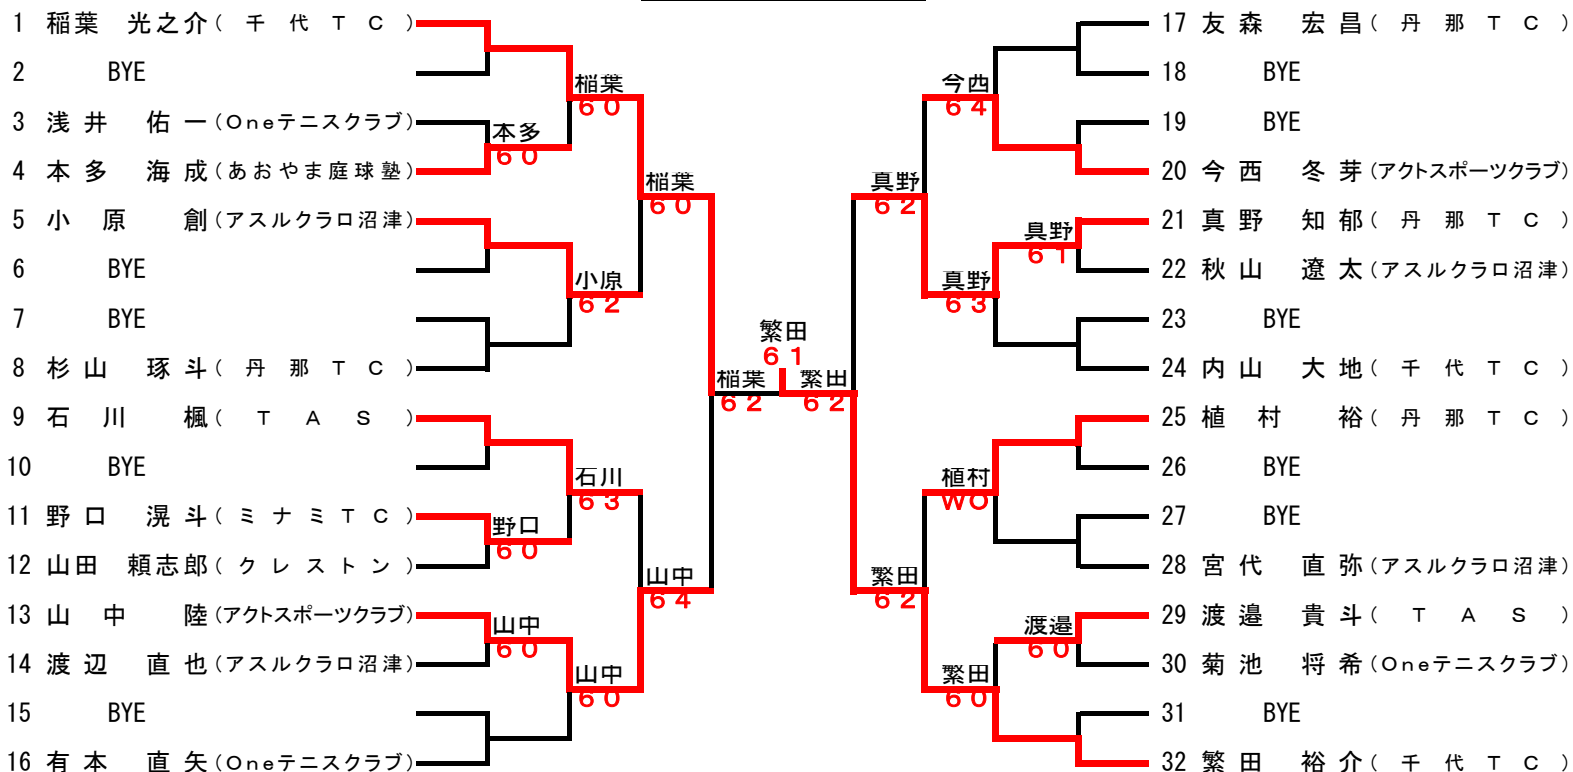 1 稲葉 光之介(千代TC)
2 BYE
3 浅井 佑一(Oneテニスクラブ)
4 本多 海成(あおやま庭球塾)
5 小原 創(アスルクラロ沼津)
6 BYE
7 BYE
8 杉山 琢斗(丹那TC)
9 石川 楓(TAS)
10 BYE
11 野口 滉斗(ミナミTC)
12 山田 頼志郎(クレストン)
13 山中 陸(アクトスポーツクラブ)
14 渡辺 直也(アスルクラロ沼津)
15 BYE
16 有本 直矢(Oneテニスクラブ)
本多
60
野口
60
山中
60
稲葉
60
小原
62
石川
63
山中
60
稲葉
60
山中
64
稲葉
62
繁田
61
繁田
62
真野
62
繁田
62
今西
64
真野
63
植村
WO
繁田
60
真野
61
渡邉
60
17 友森 宏昌(丹那TC)
18 BYE
19 BYE
20 今西 冬芽(アクトスポーツクラブ)
21 真野 知郁(丹那TC)
22 秋山 遼太(アスルクラロ沼津)
23 BYE
24 内山 大地(千代TC)
25 植村 裕(丹那TC)
26 BYE
27 BYE
28 宮代 直弥(アスルクラロ沼津)
29 渡邉 貴斗(TAS)
30 菊池 将希(Oneテニスクラブ)
31 BYE
32 繁田 裕介(千代TC)